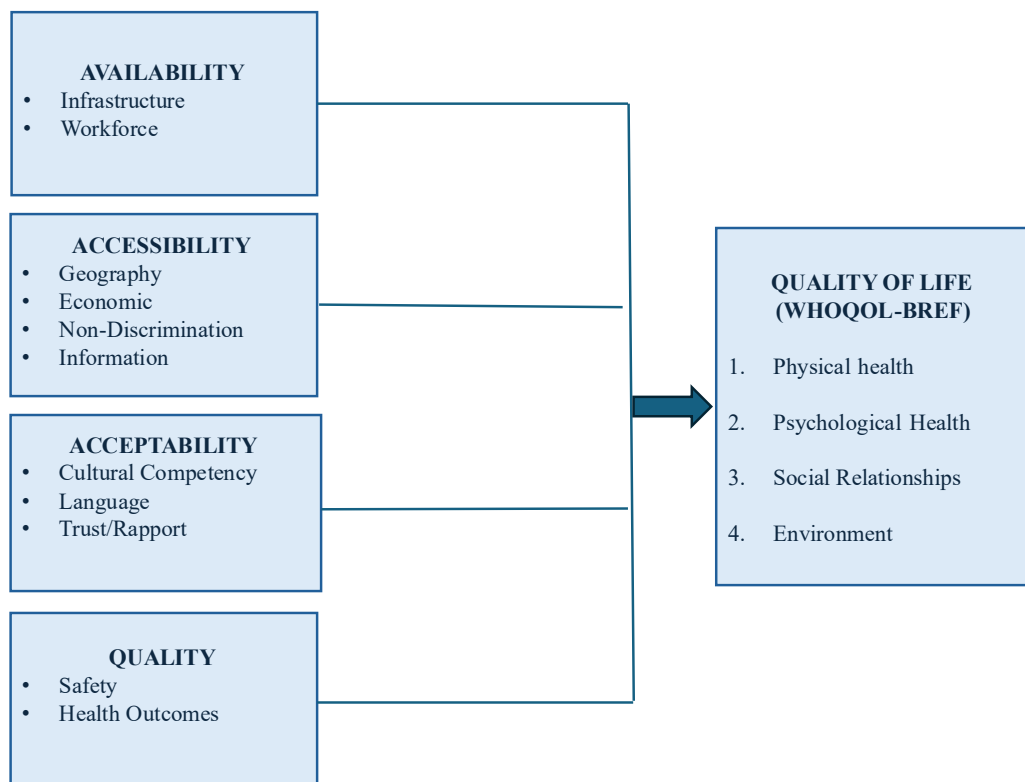 AVAILABILITY
• Infrastructure
• Workforce
ACCESSIBILITY
• Geography
• Economic
• Non-Discrimination
• Information
ACCEPTABILITY
• Cultural Competency
• Language
• Trust/Rapport
QUALITY
• Safety
• Health Outcomes
QUALITY OF LIFE
(WHOQOL-BREF)
1. Physical health
2. Psychological Health
3. Social Relationships
4. Environment